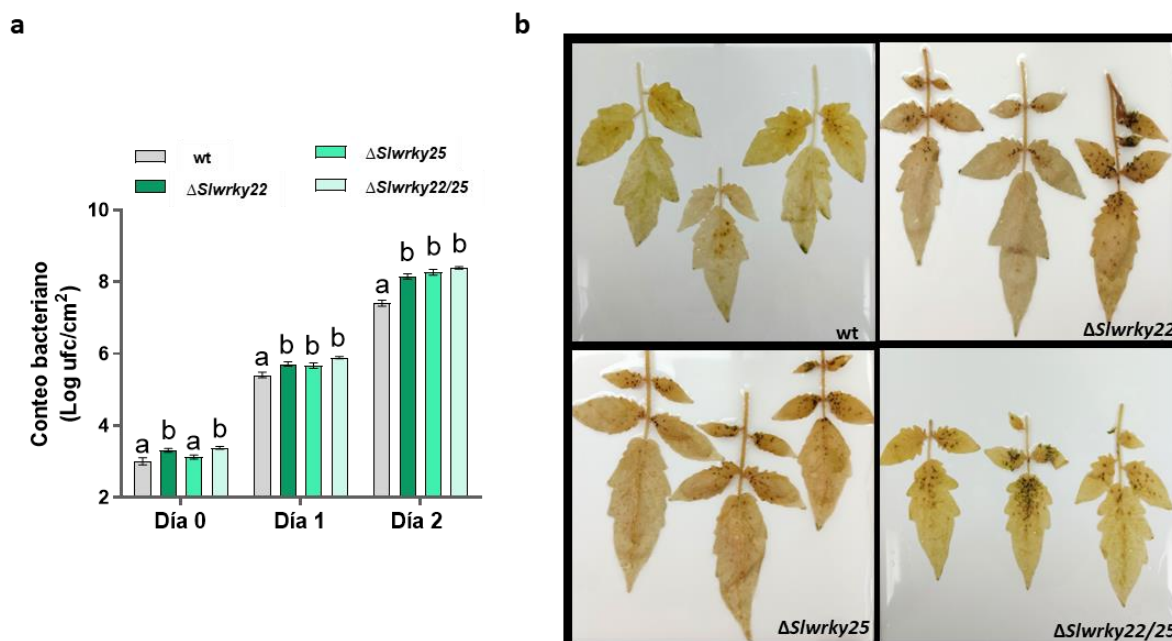 a
wt
ΔSlwrky25
ΔSlwrky22
ΔSlwrky22/25
Conteo bacteriano
(Log ufc/cm²)
10
8
6
4
2
a b a b
a b b b
a b b b
Día 0 Día 1 Día 2
b
wt
ΔSlwrky22
ΔSlwrky25
ΔSlwrky22/25